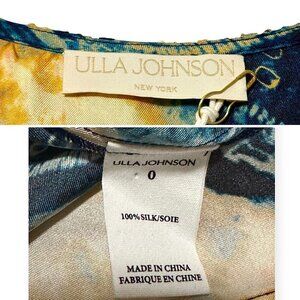 ULLA JOHNSON
NEW YORK
ULLA JOHNSON
0
100% SILK/SOIE
MADE IN CHINA
FABRIQUE EN CHINE